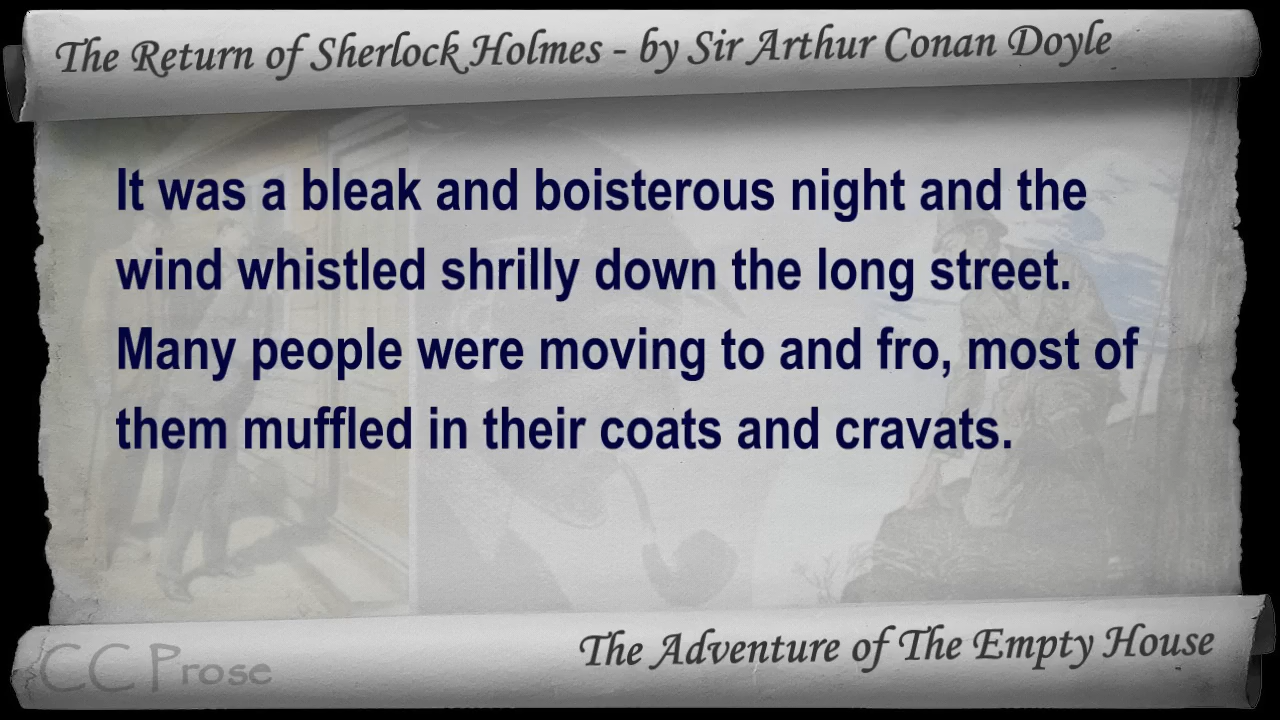 The Return of Sherlock Holmes - by Sir Arthur Conan Doyle
It was a bleak and boisterous night and the
wind whistled shrilly down the long street.
Many people were moving to and fro, most of
them muffled in their coats and cravats.
CC Prose
The Adventure of The Empty House